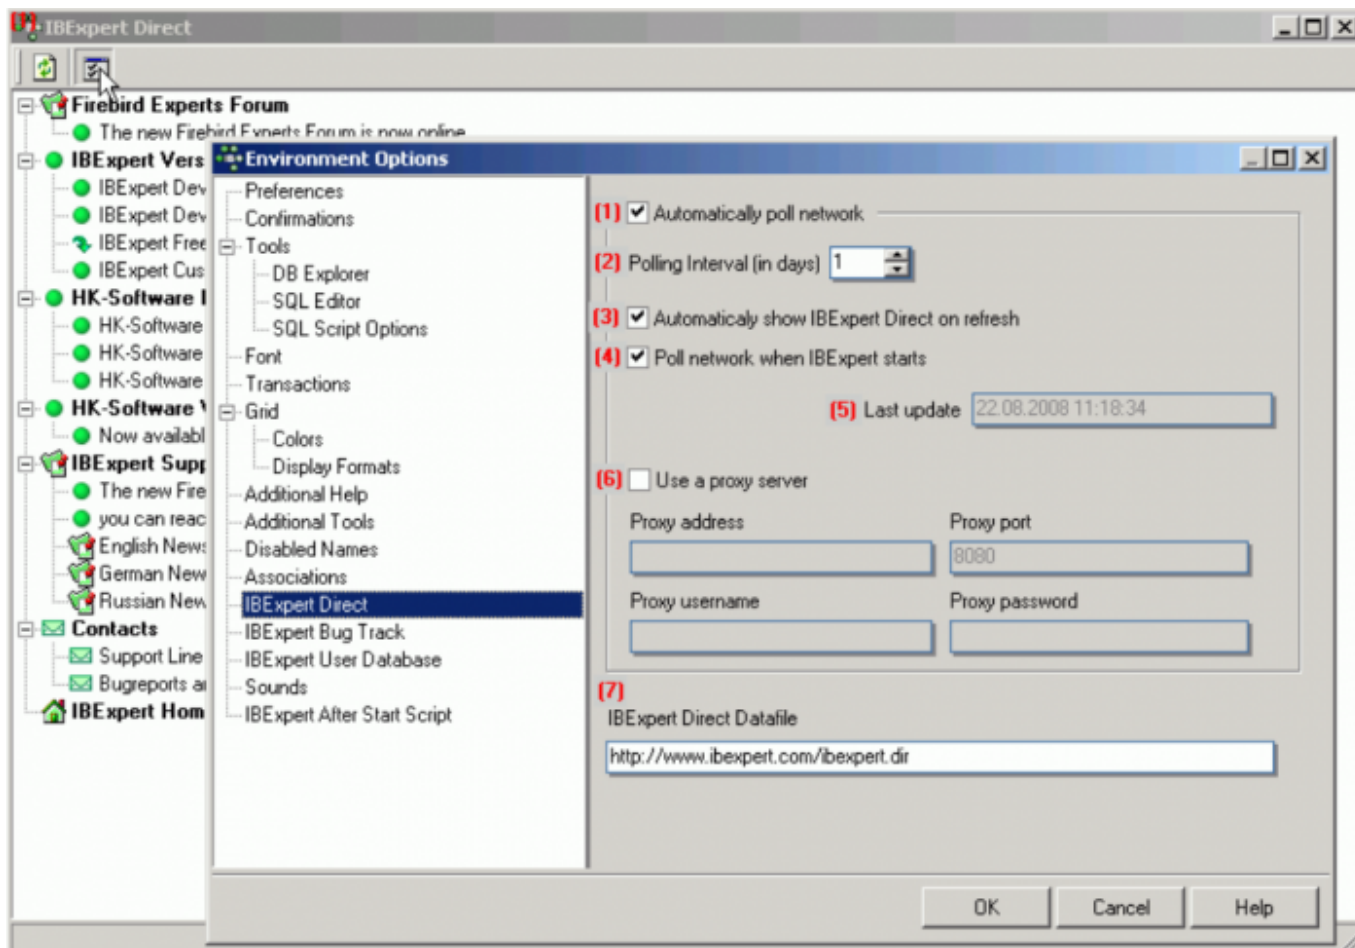 IBExpert Direct
Firebird Experts Forum
The new Firebird Experts Forum is now online
IBExpert Vers
IBExpert Dev
IBExpert Dev
IBExpert Free
IBExpert Cus
HK-Software I
HK-Software
HK-Software
HK-Software
HK-Software V
Now availabl
IBExpert Supp
The new Fire
you can reac
English News
German New
Russian New
Contacts
Support Line
Bugreports a
IBExpert Hom
Environment Options
Preferences
Confirmations
Tools
DB Explorer
SQL Editor
SQL Script Options
Font
Transactions
Grid
Colors
Display Formats
Additional Help
Additional Tools
Disabled Names
Associations
IBExpert Direct
IBExpert Bug Track
IBExpert User Database
Sounds
IBExpert After Start Script
(1) Automatically poll network
(2) Polling Interval (in days) 1
(3) Automaticaly show IBExpert Direct on refresh
(4) Poll network when IBExpert starts
(5) Last update 22.08.2008 11:18:34
(6) Use a proxy server
Proxy address Proxy port
8080
Proxy username Proxy password
(7)
IBExpert Direct Datafile
http://www.ibexpert.com/ibexpert.dir
OK Cancel Help